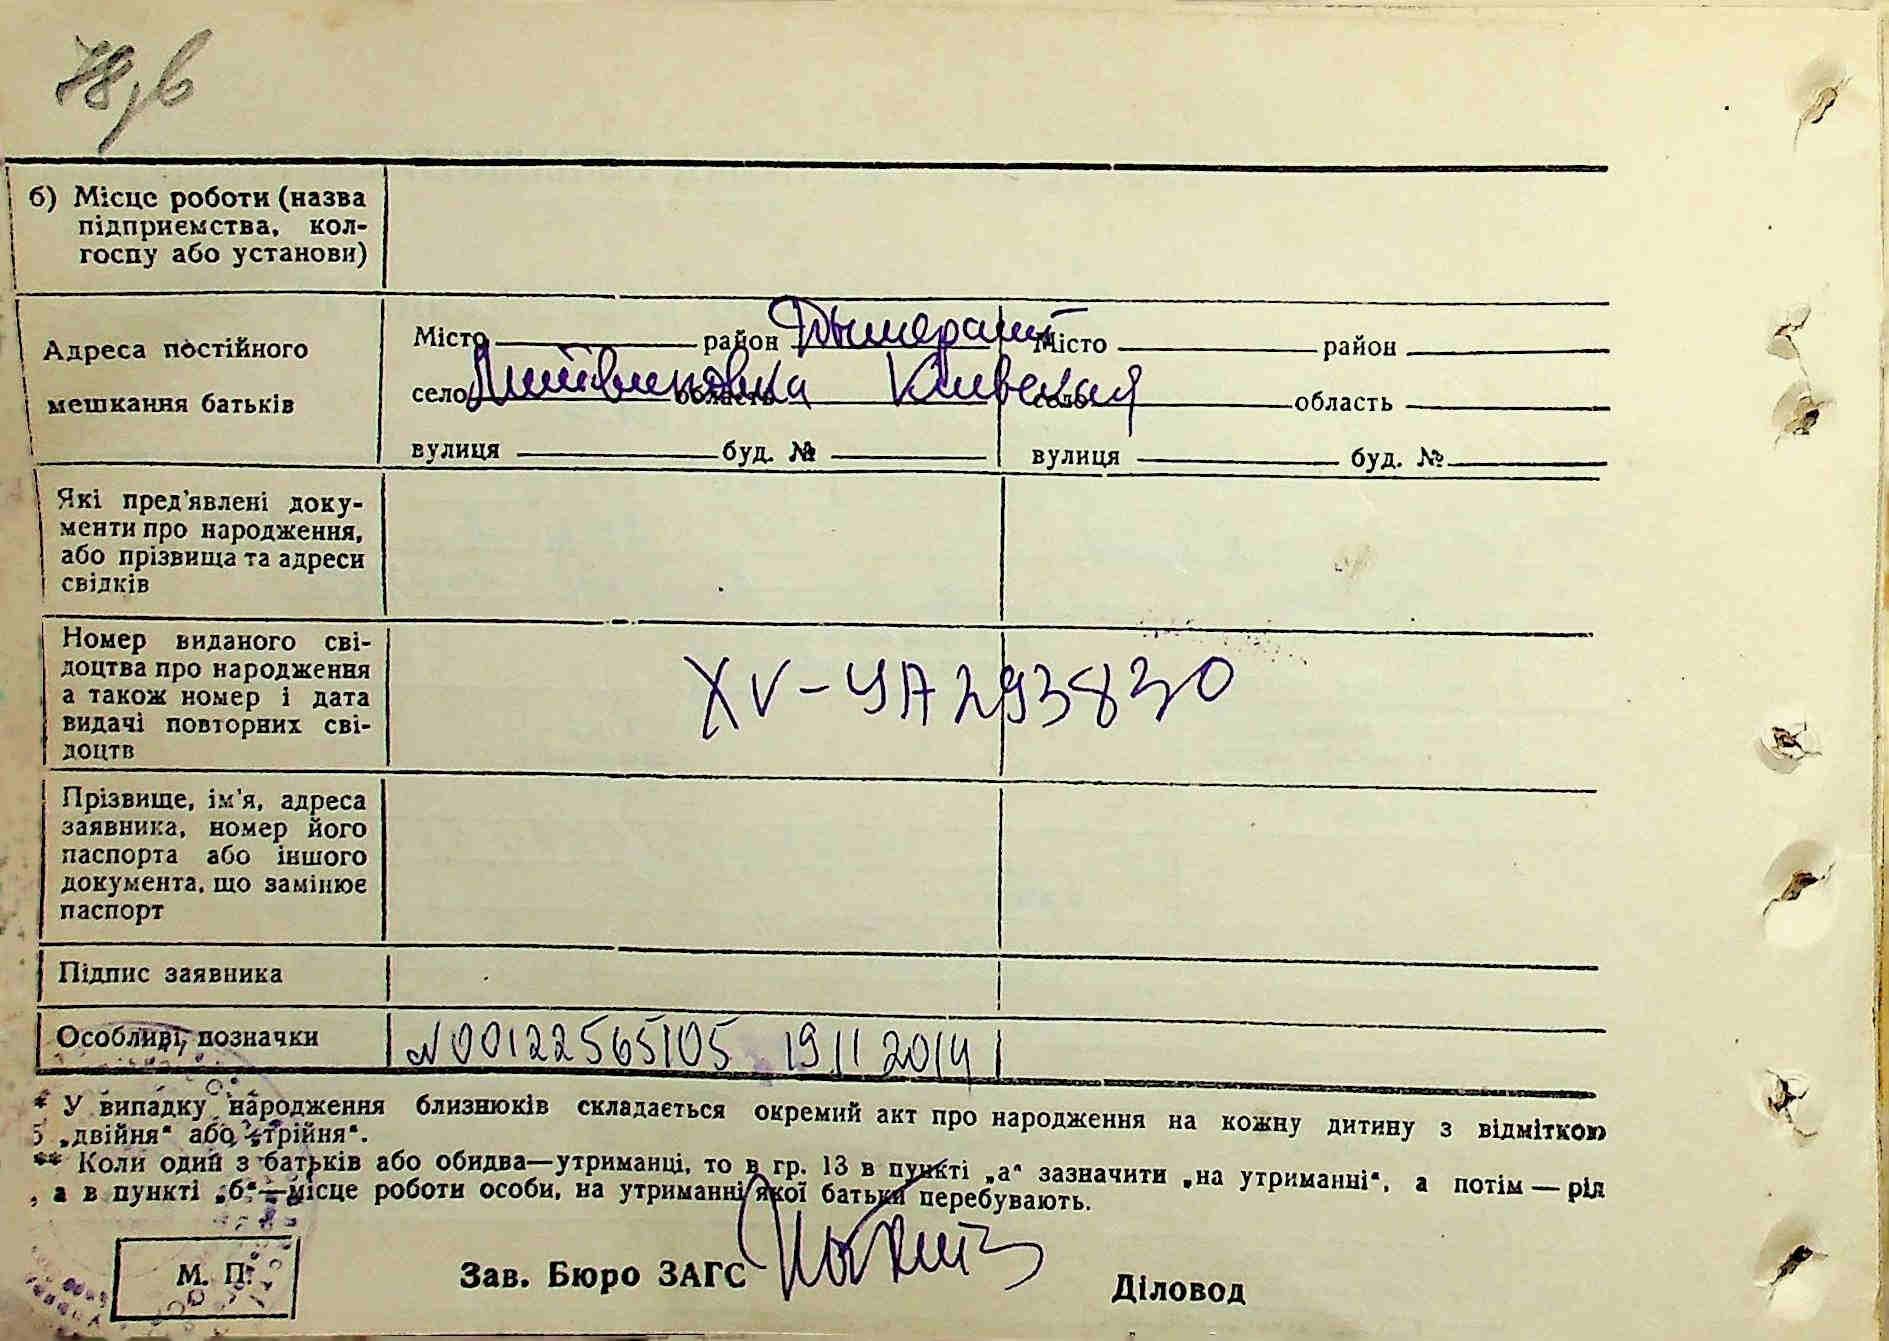 78,в
б) Місце роботи (назва
підприємства, кол-
госпу або установи)
Адреса постійного
мешкання батьків
Місто район Дымерский Місто район
село Литвиновка область Киевская село область
вулиця буд. № вулиця буд. №
Які пред'явлені доку-
менти про народження,
або прізвища та адреси
свідків
Номер виданого сві-
доцтва про народження
а також номер і дата
видачі повторних сві-
доцтв
XV-УА 293830
Прізвище, ім'я, адреса
заявника, номер його
паспорта або іншого
документа, що замінює
паспорт
Підпис заявника
Особливі позначки
N 00122565105 19 11 2014
* У випадку народження близнюків складається окремий акт про народження на кожну дитину з відміткою
„двійня“ або „трійня“.
** Коли один з батьків або обидва—утриманці, то в гр. 13 в пункті „а“ зазначити „на утриманні“, а потім — рід
, а в пункті „б“—місце роботи особи, на утриманні якої батьки перебувають.
М. П.
Зав. Бюро ЗАГС
Діловод